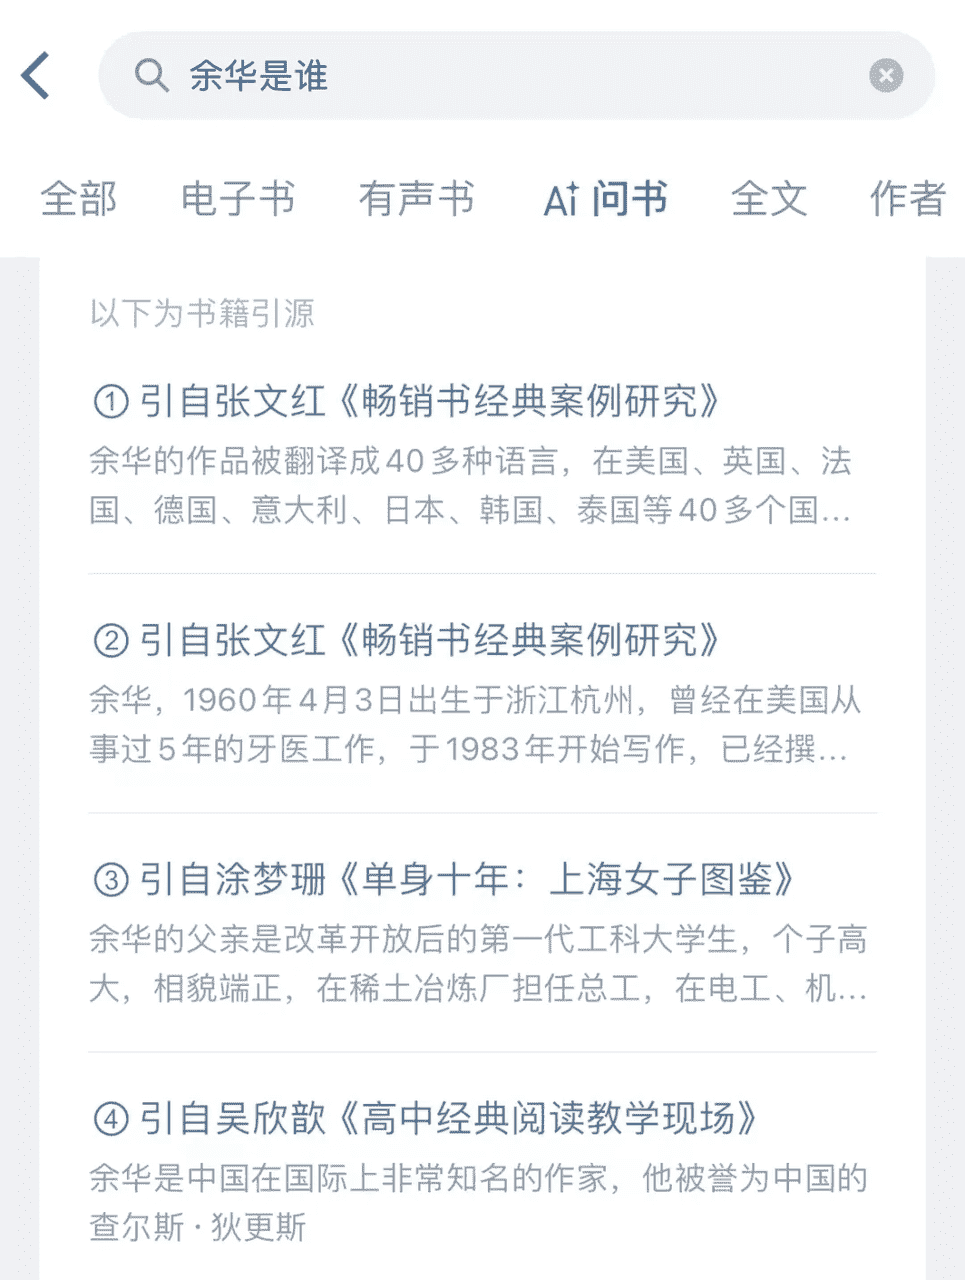 余华是谁
全部 电子书 有声书 Ai 问书 全文 作者
以下为书籍引源
① 引自张文红《畅销书经典案例研究》
余华的作品被翻译成40多种语言，在美国、英国、法
国、德国、意大利、日本、韩国、泰国等40多个国...
② 引自张文红《畅销书经典案例研究》
余华，1960年4月3日出生于浙江杭州，曾经在美国从
事过5年的牙医工作，于1983年开始写作，已经撰...
③ 引自涂梦珊《单身十年：上海女子图鉴》
余华的父亲是改革开放后的第一代工科大学生，个子高
大，相貌端正，在稀土冶炼厂担任总工，在电工、机...
④ 引自吴欣歆《高中经典阅读教学现场》
余华是中国在国际上非常知名的作家，他被誉为中国的
查尔斯·狄更斯